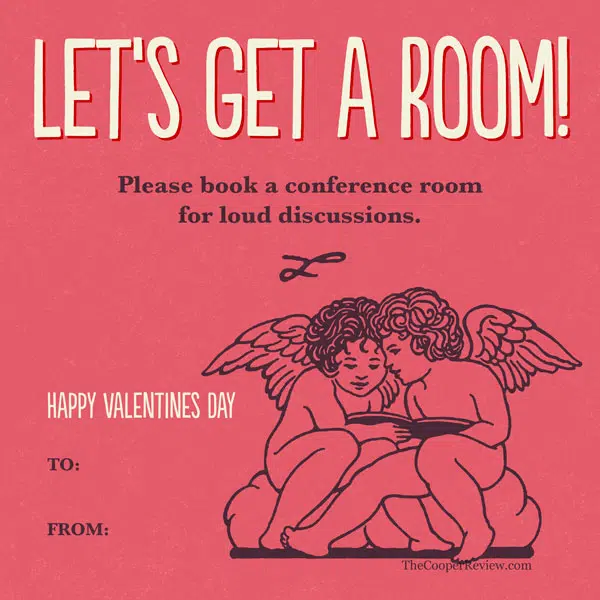 LET'S GET A ROOM!
Please book a conference room
for loud discussions.
HAPPY VALENTINES DAY
TO:
FROM:
TheCooperReview.com